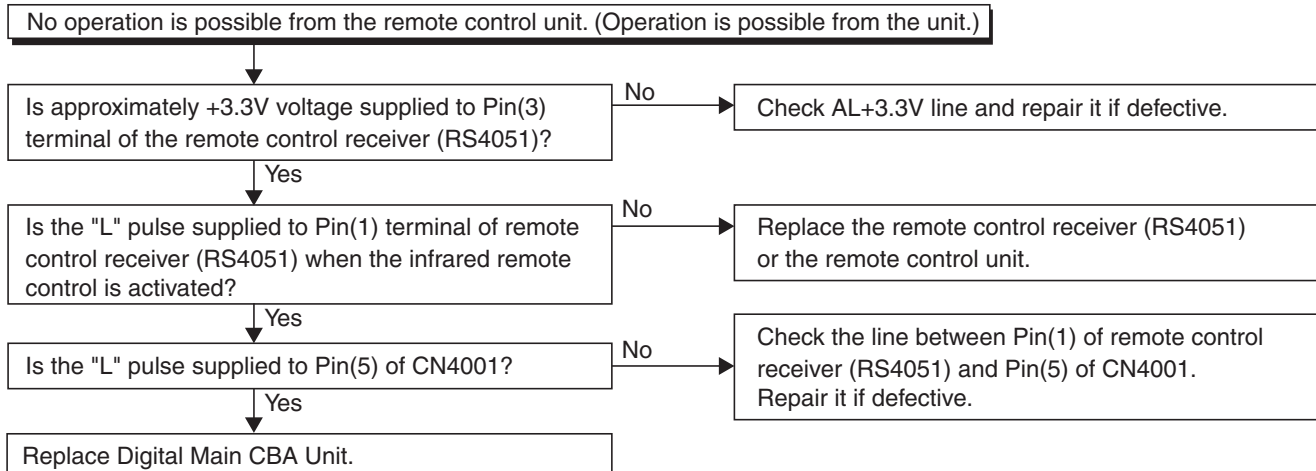 No operation is possible from the remote control unit. (Operation is possible from the unit.)
Is approximately +3.3V voltage supplied to Pin(3)
terminal of the remote control receiver (RS4051)?
No
Check AL+3.3V line and repair it if defective.
Yes
Is the "L" pulse supplied to Pin(1) terminal of remote
control receiver (RS4051) when the infrared remote
control is activated?
No
Replace the remote control receiver (RS4051)
or the remote control unit.
Yes
Is the "L" pulse supplied to Pin(5) of CN4001?
No
Check the line between Pin(1) of remote control
receiver (RS4051) and Pin(5) of CN4001.
Repair it if defective.
Yes
Replace Digital Main CBA Unit.